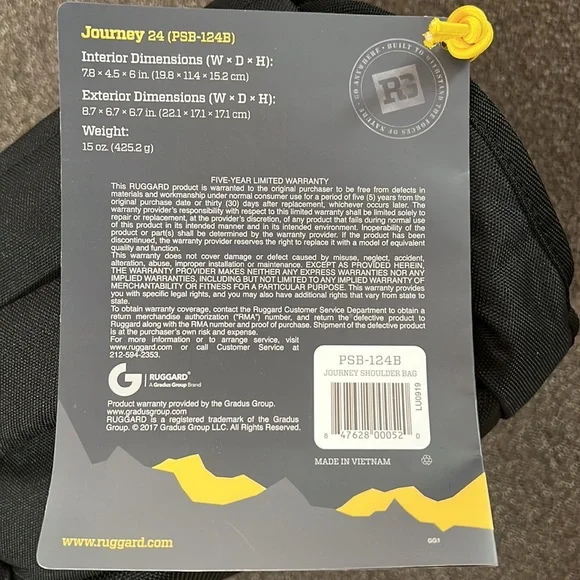 Journey 24 (PSB-124B)
Interior Dimensions (W × D × H):
7.8 × 4.5 × 6 in. (19.8 × 11.4 × 15.2 cm)
Exterior Dimensions (W × D × H):
8.7 × 6.7 × 6.7 in. (22.1 × 17.1 × 17.1 cm)
Weight:
15 oz. (425.2 g)
GO ANYWHERE • BUILT TO WITHSTAND THE FORCES OF NATURE •
RG
FIVE-YEAR LIMITED WARRANTY
This RUGGARD product is warranted to the original purchaser to be free from defects in
materials and workmanship under normal consumer use for a period of five (5) years from the
original purchase date or thirty (30) days after replacement, whichever occurs later. The
warranty provider's responsibility with respect to this limited warranty shall be limited solely to
repair or replacement, at the provider's discretion, of any product that fails during normal use
of this product in its intended manner and in its intended environment. Inoperability of the
product or part(s) shall be determined by the warranty provider. If the product has been
discontinued, the warranty provider reserves the right to replace it with a model of equivalent
quality and function.
This warranty does not cover damage or defect caused by misuse, neglect, accident,
alteration, abuse, improper installation or maintenance. EXCEPT AS PROVIDED HEREIN,
THE WARRANTY PROVIDER MAKES NEITHER ANY EXPRESS WARRANTIES NOR ANY
IMPLIED WARRANTIES, INCLUDING BUT NOT LIMITED TO ANY IMPLIED WARRANTY OF
MERCHANTABILITY OR FITNESS FOR A PARTICULAR PURPOSE. This warranty provides
you with specific legal rights, and you may also have additional rights that vary from state to
state.
To obtain warranty coverage, contact the Ruggard Customer Service Department to obtain a
return merchandise authorization ("RMA") number, and return the defective product to
Ruggard along with the RMA number and proof of purchase. Shipment of the defective product
is at the purchaser's own risk and expense.
For more information or to arrange service, visit
www.ruggard.com or call Customer Service at
212-594-2353.
G RUGGARD®
A Gradus Group Brand
Product warranty provided by the Gradus Group.
www.gradusgroup.com
RUGGARD is a registered trademark of the Gradus
Group. © 2017 Gradus Group LLC. All Rights Reserved.
PSB-124B
JOURNEY SHOULDER BAG
LU0919
8 47628 00052 0
MADE IN VIETNAM
www.ruggard.com
GG3